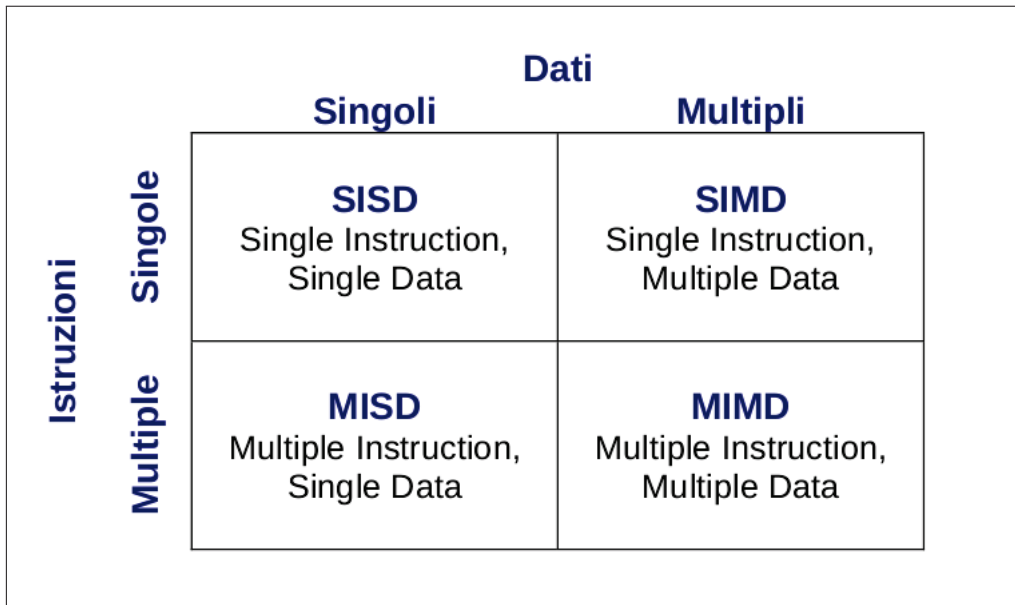 Dati
Singoli Multipli
Istruzioni
Singole
SISD
Single Instruction,
Single Data
SIMD
Single Instruction,
Multiple Data
Multiple
MISD
Multiple Instruction,
Single Data
MIMD
Multiple Instruction,
Multiple Data